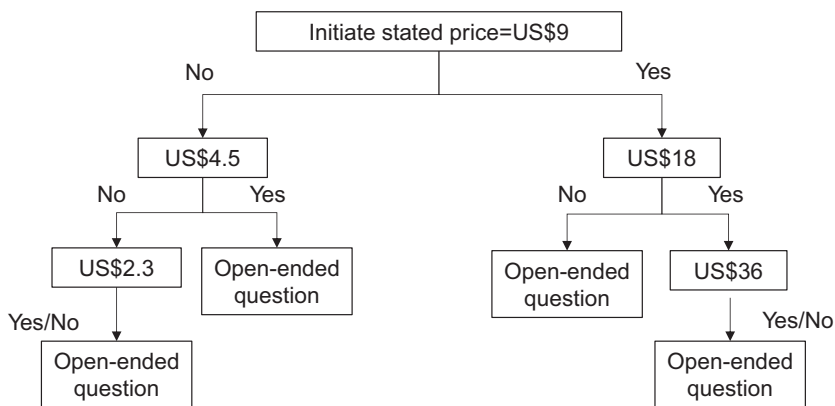 Initiate stated price=US$9
No
Yes
US$4.5
US$18
No
Yes
No
Yes
US$2.3
Open-ended
question
Open-ended
question
US$36
Yes/No
Yes/No
Open-ended
question
Open-ended
question